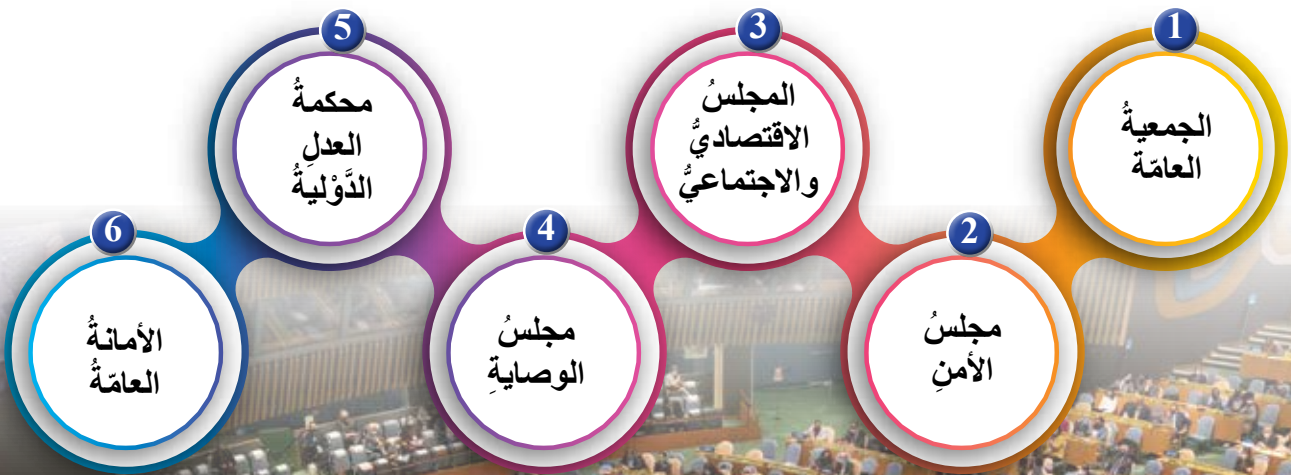 1
الجمعيةُ
العامّة
2
مجلسُ
الأمنِ
3
المجلسُ
الاقتصاديُّ
والاجتماعيُّ
4
مجلسُ
الوصايةِ
5
محكمةُ
العدلِ
الدَّوْليةُ
6
الأمانةُ
العامّةُ